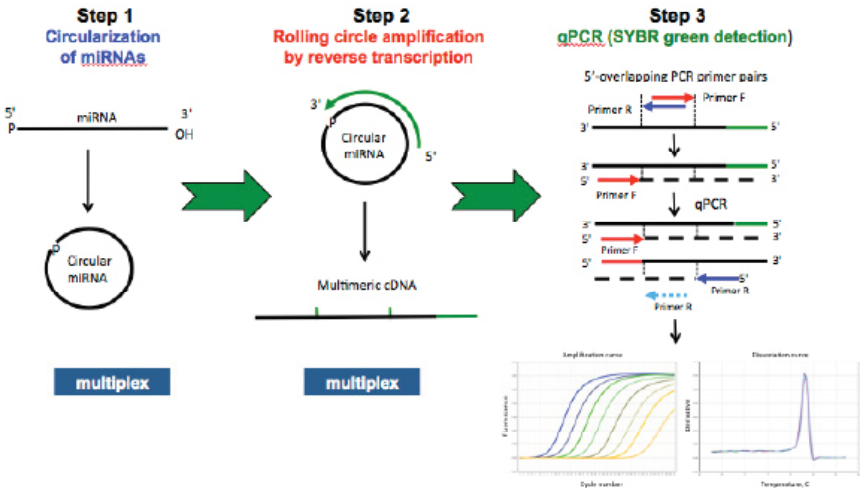 Step 1
Circularization
of miRNAs
5'
P
miRNA
3'
OH
P
Circular
miRNA
multiplex
Step 2
Rolling circle amplification
by reverse transcription
3'
P
Circular
miRNA
5'
Multimeric cDNA
multiplex
Step 3
qPCR (SYBR green detection)
5'-overlapping PCR primer pairs
Primer F
Primer R
3'
5'
3'
5'
5'
3'
Primer F
qPCR
3'
5'
5'
3'
Primer F
5'
3'
5'
Primer R
Primer R
Amplification curve
Fluorescence
Cycle number
Dissociation curve
Derivative
Temperature, C